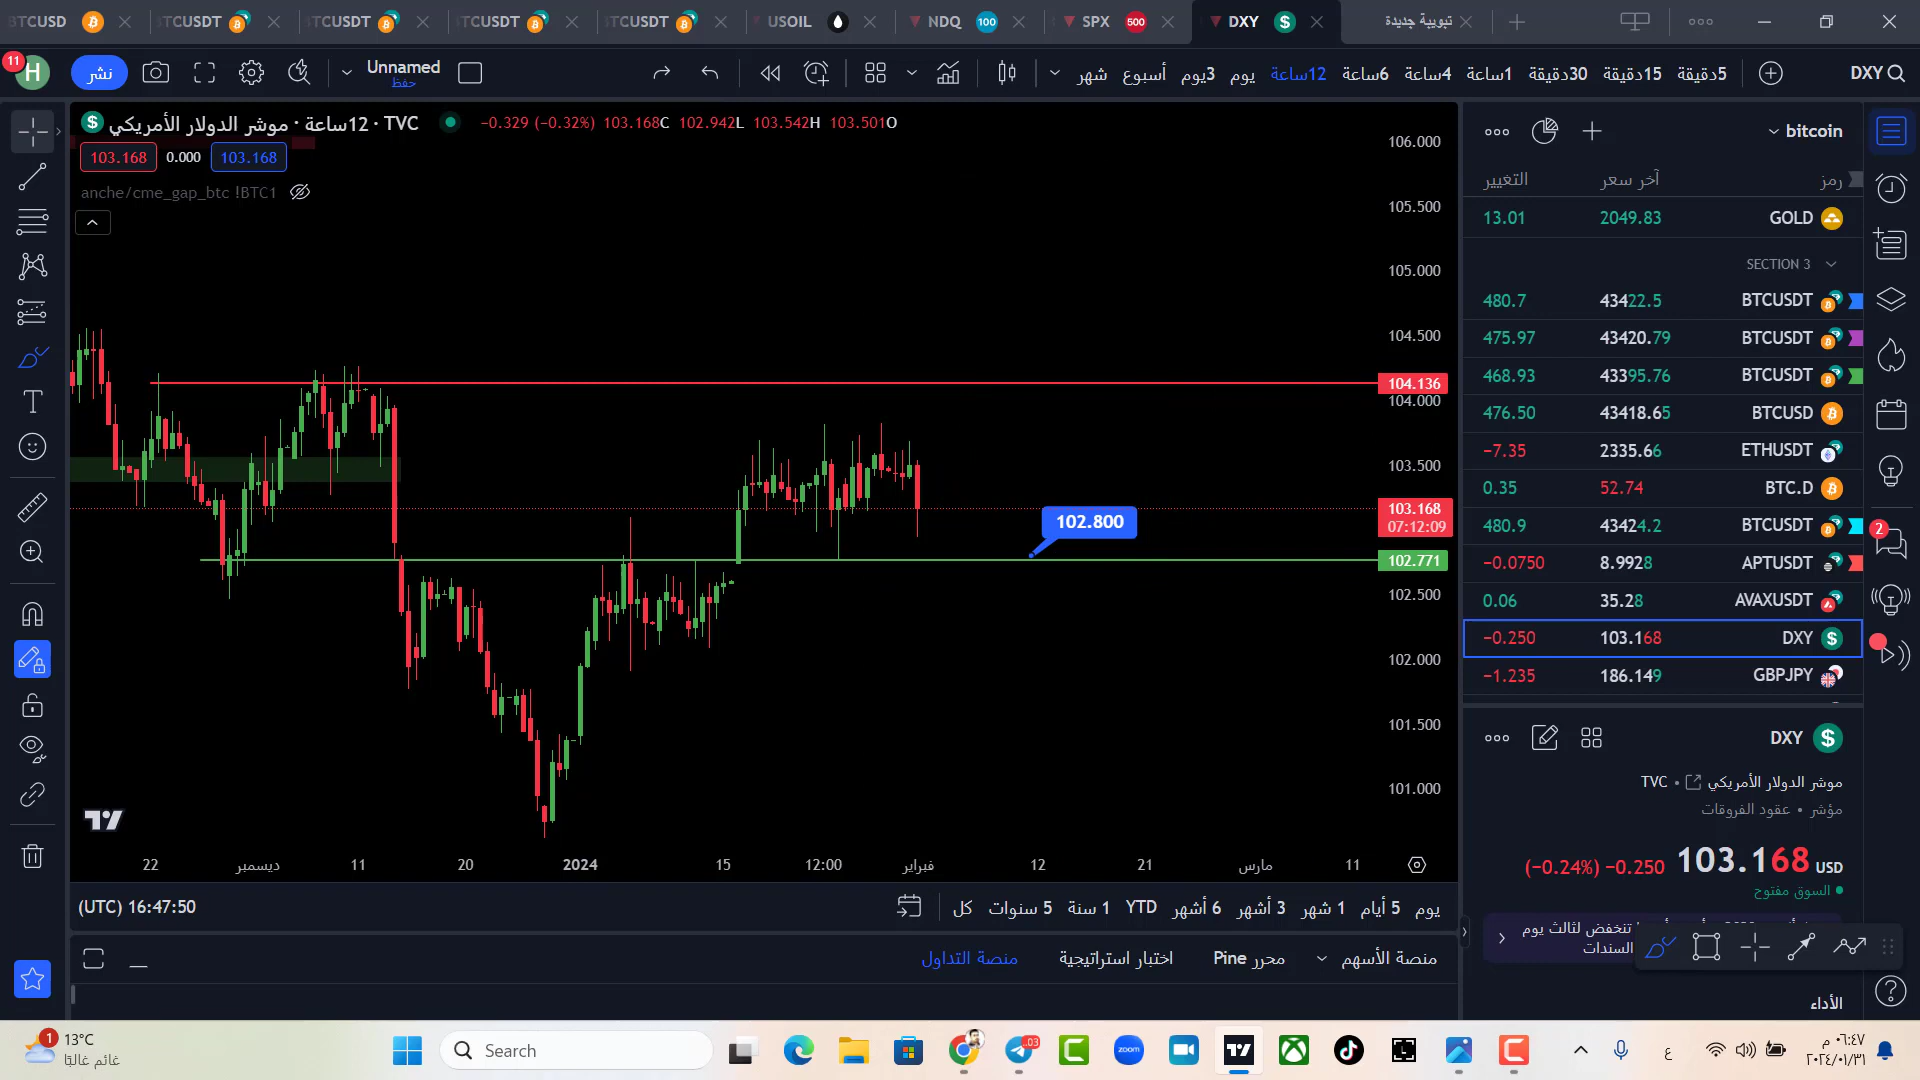 BTCUSD
TCUSDT
TCUSDT
TCUSDT
TCUSDT
USOIL
NDQ 100
SPX 500
DXY $
تبويبة جديدة
11
H
نشر
Unnamed
حفظ
شهر
أسبوع
3يوم
يوم
12ساعة
6ساعة
4ساعة
1ساعة
30دقيقة
15دقيقة
5دقيقة
DXY
موشر الدولار الأمريكي · 12ساعة · TVC
−0.329 (−0.32%) 103.168C 102.942L 103.542H 103.501O
103.168
0.000
103.168
anche/cme_gap_btc !BTC1
106.000
105.500
105.000
104.500
104.136
104.000
103.500
103.168
07:12:09
102.800
102.771
102.500
102.000
101.500
101.000
22
ديسمبر
11
20
2024
15
12:00
فبراير
12
21
مارس
11
(UTC) 16:47:50
كل
5 سنوات
1 سنة
YTD
6 أشهر
3 أشهر
1 شهر
5 أيام
يوم
منصة الأسهم
محرر Pine
اختبار استراتيجية
منصة التداول
bitcoin
رمز
آخر سعر
التغيير
GOLD 2049.83 13.01
SECTION 3
BTCUSDT 43422.5 480.7
BTCUSDT 43420.79 475.97
BTCUSDT 43395.76 468.93
BTCUSD 43418.65 476.50
ETHUSDT 2335.66 −7.35
BTC.D 52.74 0.35
BTCUSDT 43424.2 480.9
APTUSDT 8.9928 −0.0750
AVAXUSDT 35.28 0.06
DXY 103.168 −0.250
GBPJPY 186.149 −1.235
2
DXY $
موشر الدولار الأمريكي • TVC
مؤشر • عقود الفروقات
103.168 USD −0.250 (−0.24%)
السوق مفتوح
تنخفض لثالث يوم
السندات
الأداء
1
13°C
غائم غالبًا
Search
03
zoom
ع
٠٦:٤٧ م
٢٠٢٤/٠١/٣١